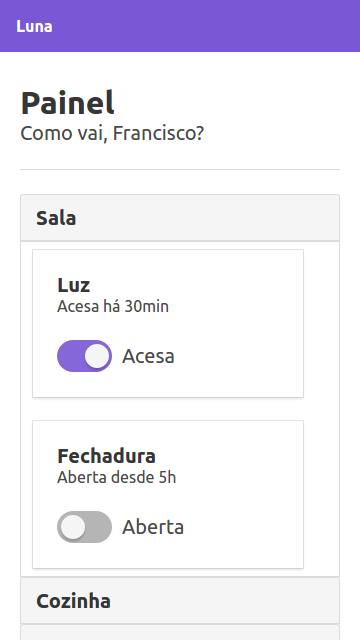 Luna
Painel
Como vai, Francisco?
Sala
Luz
Acesa há 30min
Acesa
Fechadura
Aberta desde 5h
Aberta
Cozinha